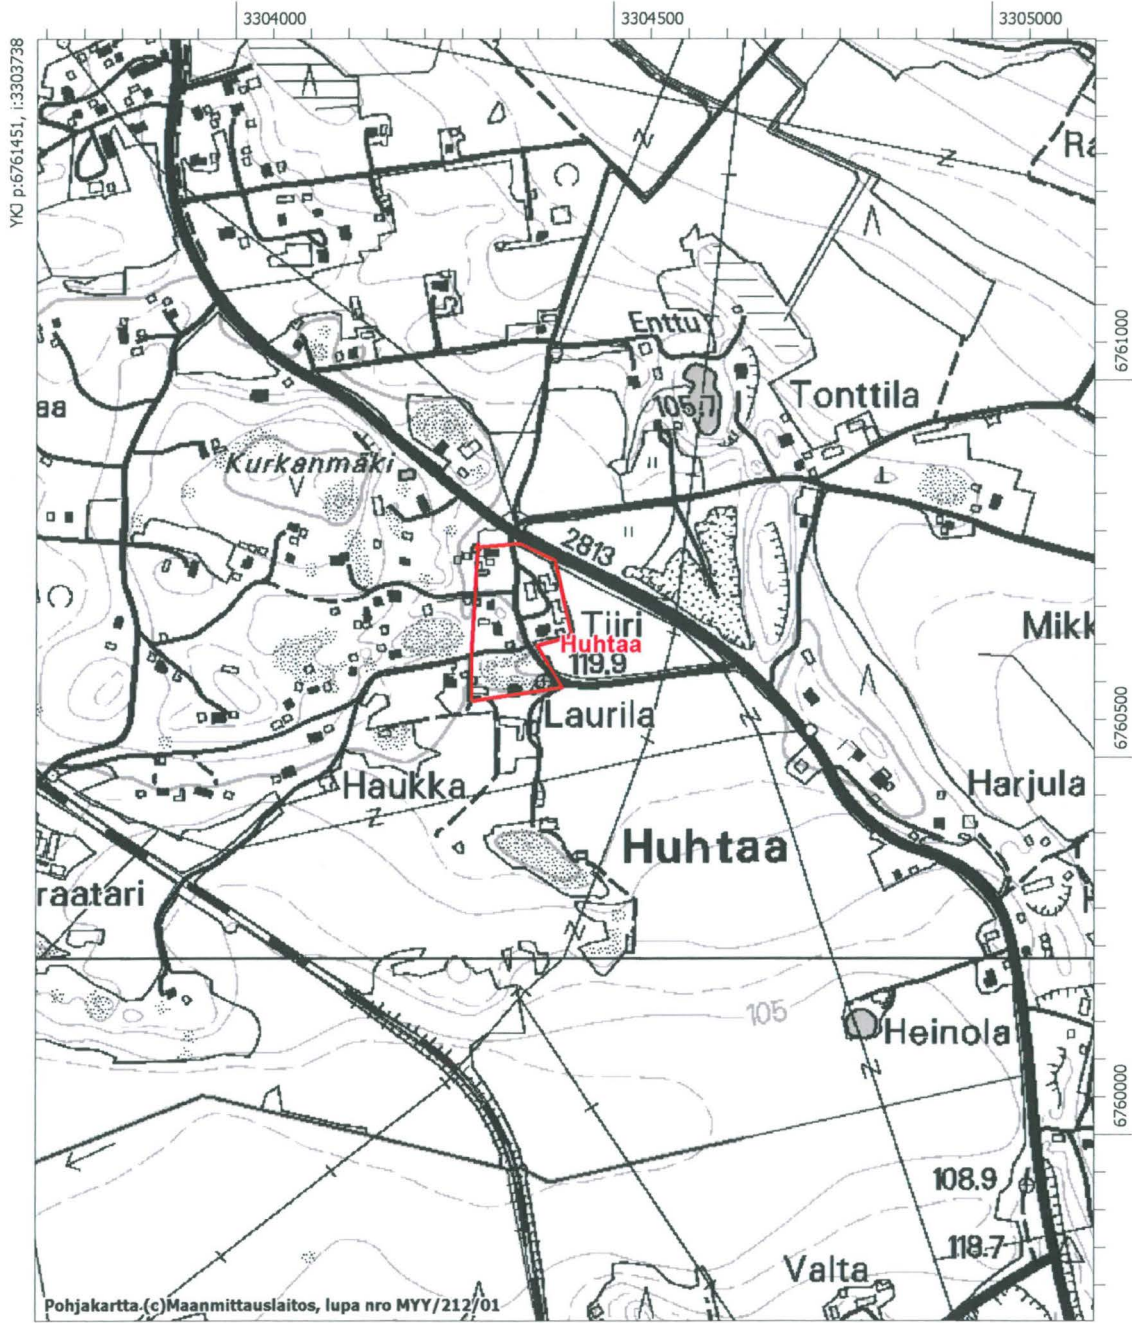 3304000
3304500
3305000
YKJ p:6761451, i:3303738
Ra
Enttu
6761000
105.7
Tonttila
aa
Kurkanmäki
2813
Tiiri
Mikk
Huhtaa
119.9
Laurila
6760500
Haukka
Harjula
Huhtaa
raatari
105
Heinola
6760000
108.9
118.7
Valta
Pohjakartta (c)Maanmittauslaitos, lupa nro MYY/212/01